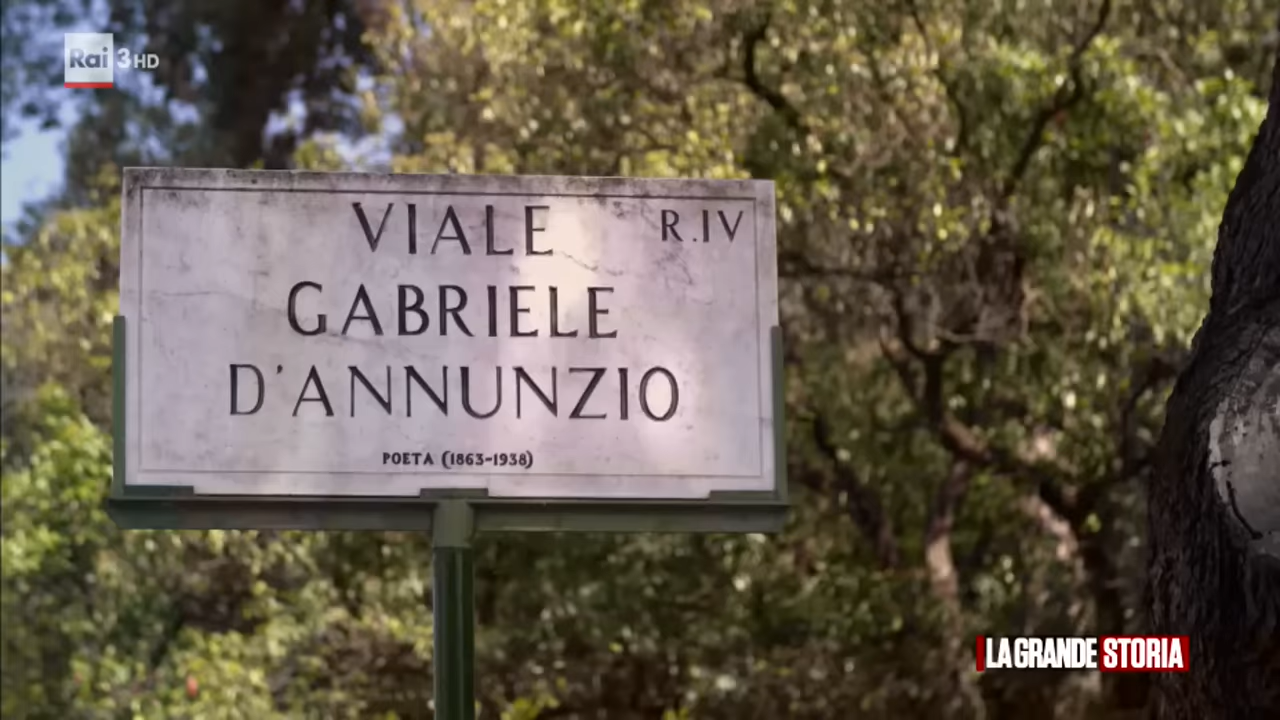 Rai 3HD
VIALE R.IV
GABRIELE
D'ANNUNZIO
POETA (1863-1938)
LA GRANDE STORIA